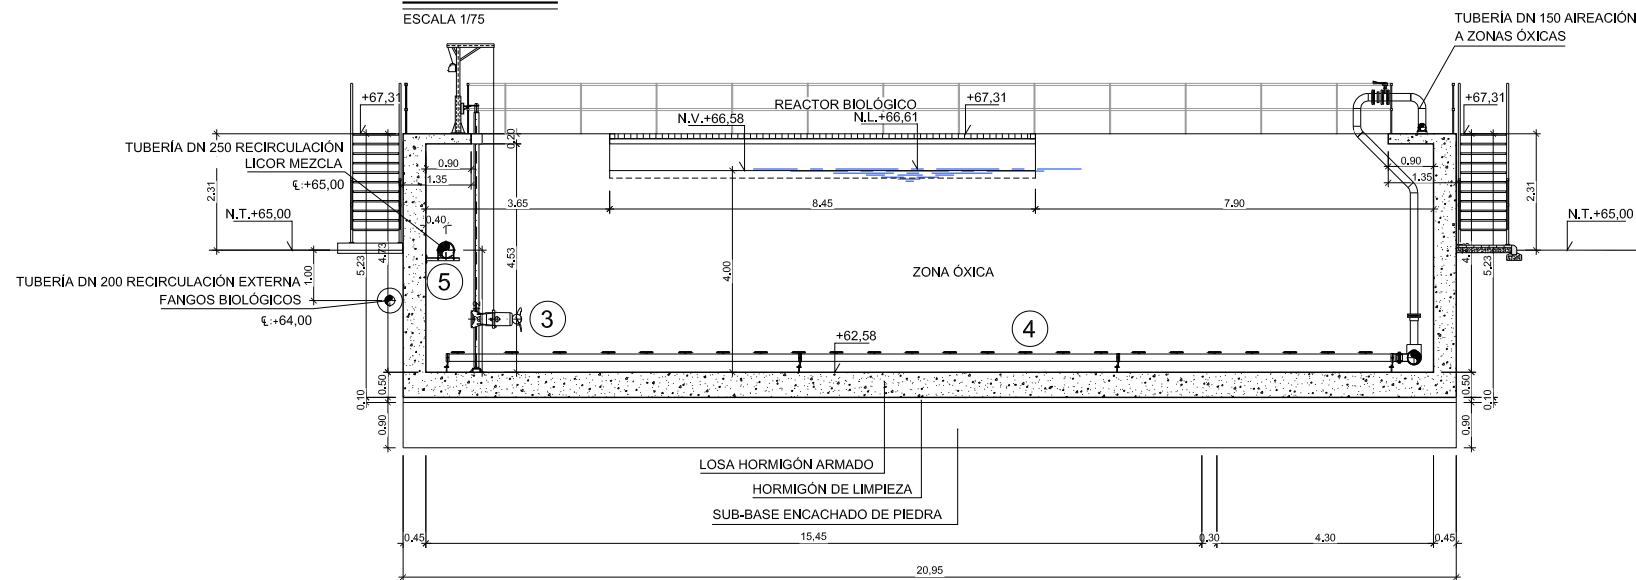 ESCALA 1/75
TUBERÍA DN 150 AIREACIÓN
A ZONAS ÓXICAS
+67,31
REACTOR BIOLÓGICO
+67,31
+67,31
N.V.+66,58
N.L.+66,61
0.20
TUBERÍA DN 250 RECIRCULACIÓN
LICOR MEZCLA
℄:+65,00
0.90
1.35
0.90
1.35
2.31
2.31
3.65
8.45
7.90
N.T.+65,00
0.40
N.T.+65,00
4.73
5.23
1.00
4.53
4.00
5.23
ZONA ÓXICA
TUBERÍA DN 200 RECIRCULACIÓN EXTERNA
FANGOS BIOLÓGICOS
℄:+64,00
5
3
4
+62,58
0.50
0.10
0.90
0.50
0.10
0.90
LOSA HORMIGÓN ARMADO
HORMIGÓN DE LIMPIEZA
SUB-BASE ENCACHADO DE PIEDRA
0.45
15,45
0.30
4.30
0.45
20,95